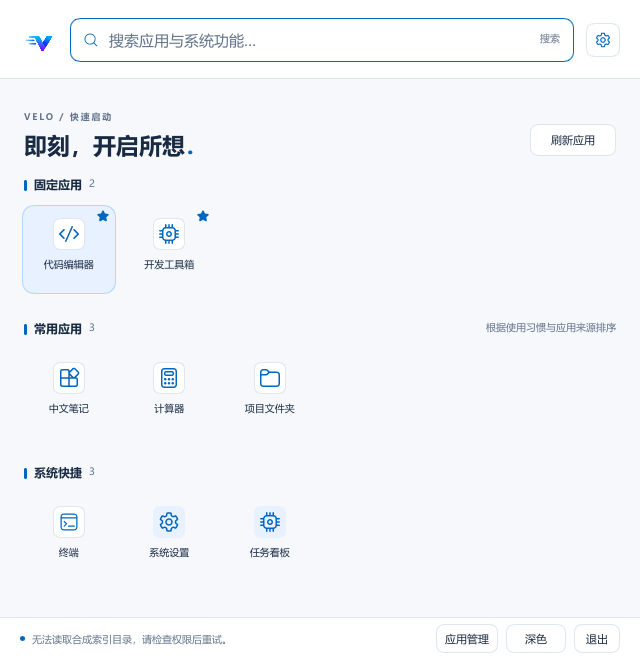 搜索应用与系统功能...
搜索
VELO / 快速启动
即刻，开启所想.
刷新应用
固定应用 2
代码编辑器
开发工具箱
常用应用 3
根据使用习惯与应用来源排序
中文笔记
计算器
项目文件夹
系统快捷 3
终端
系统设置
任务看板
无法读取合成索引目录，请检查权限后重试。
应用管理
深色
退出